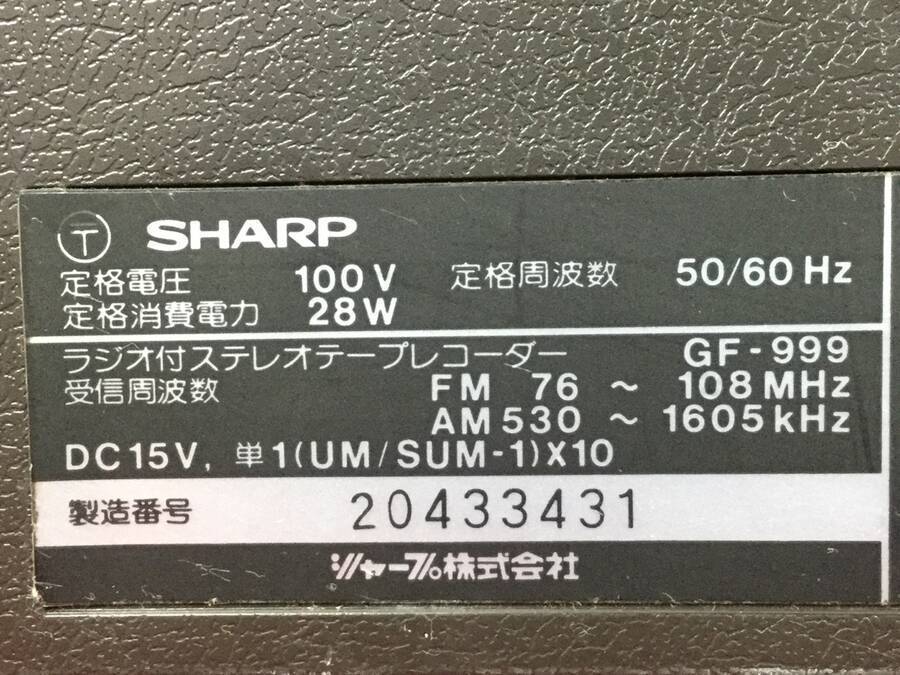 〒 SHARP
定格電圧 100V 定格周波数 50/60Hz
定格消費電力 28W
ラジオ付ステレオテープレコーダー GF-999
受信周波数 FM 76 ~ 108MHz
AM 530 ~ 1605kHz
DC15V, 単1(UM/SUM-1)X10
製造番号 20433431
シャープ株式会社